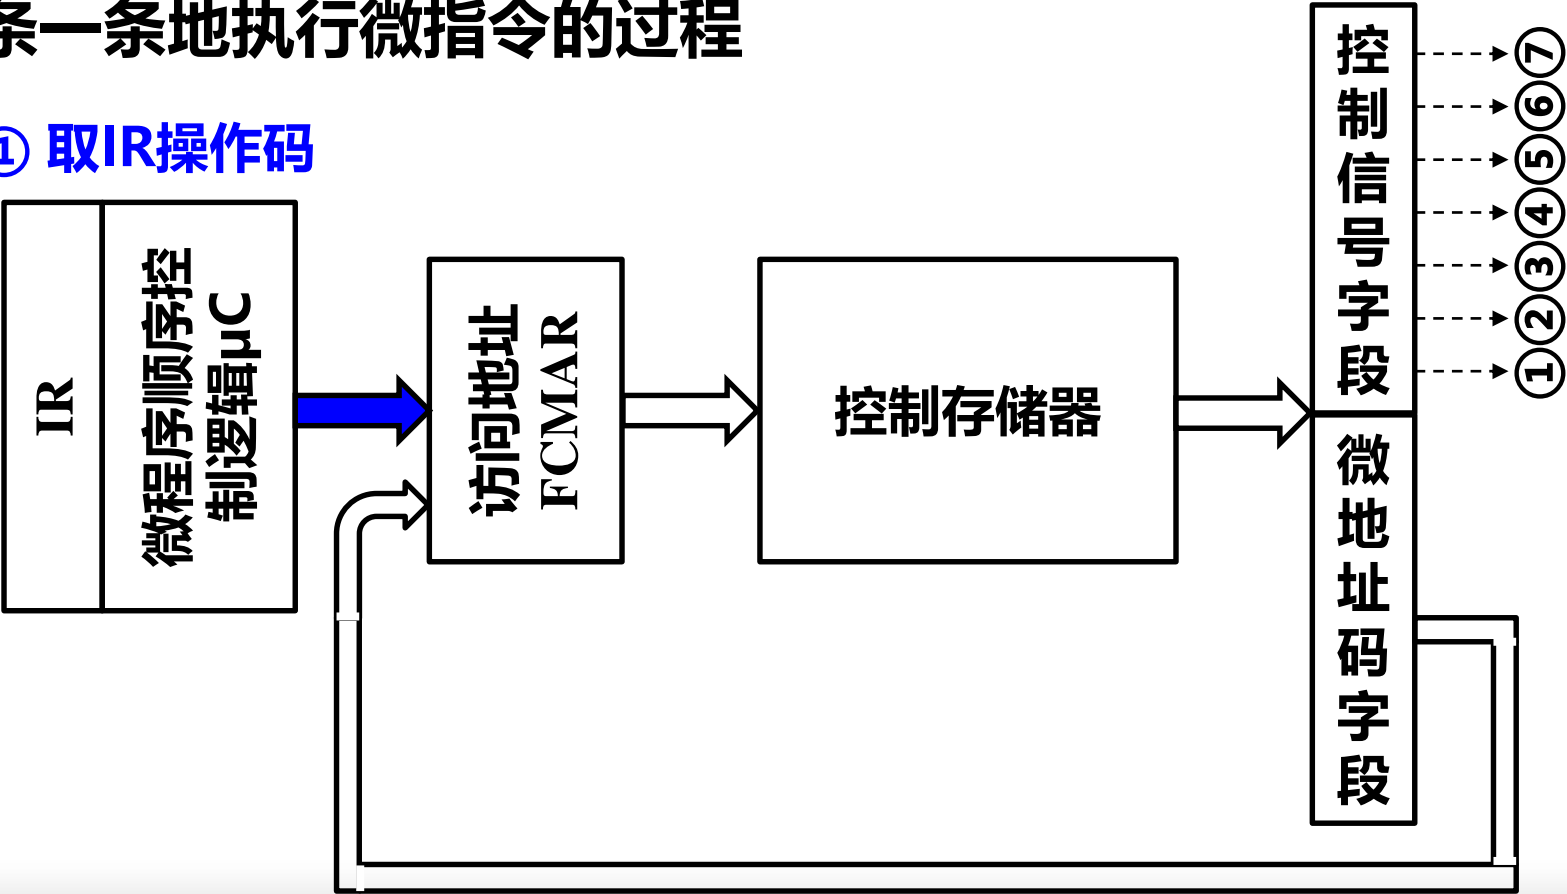 条一条地执行微指令的过程
① 取IR操作码
IR
微程序顺序控
制逻辑μC
访问地址
FCMAR
控制存储器
控制信号字段
微地址码字段
⑦
⑥
⑤
④
③
②
①